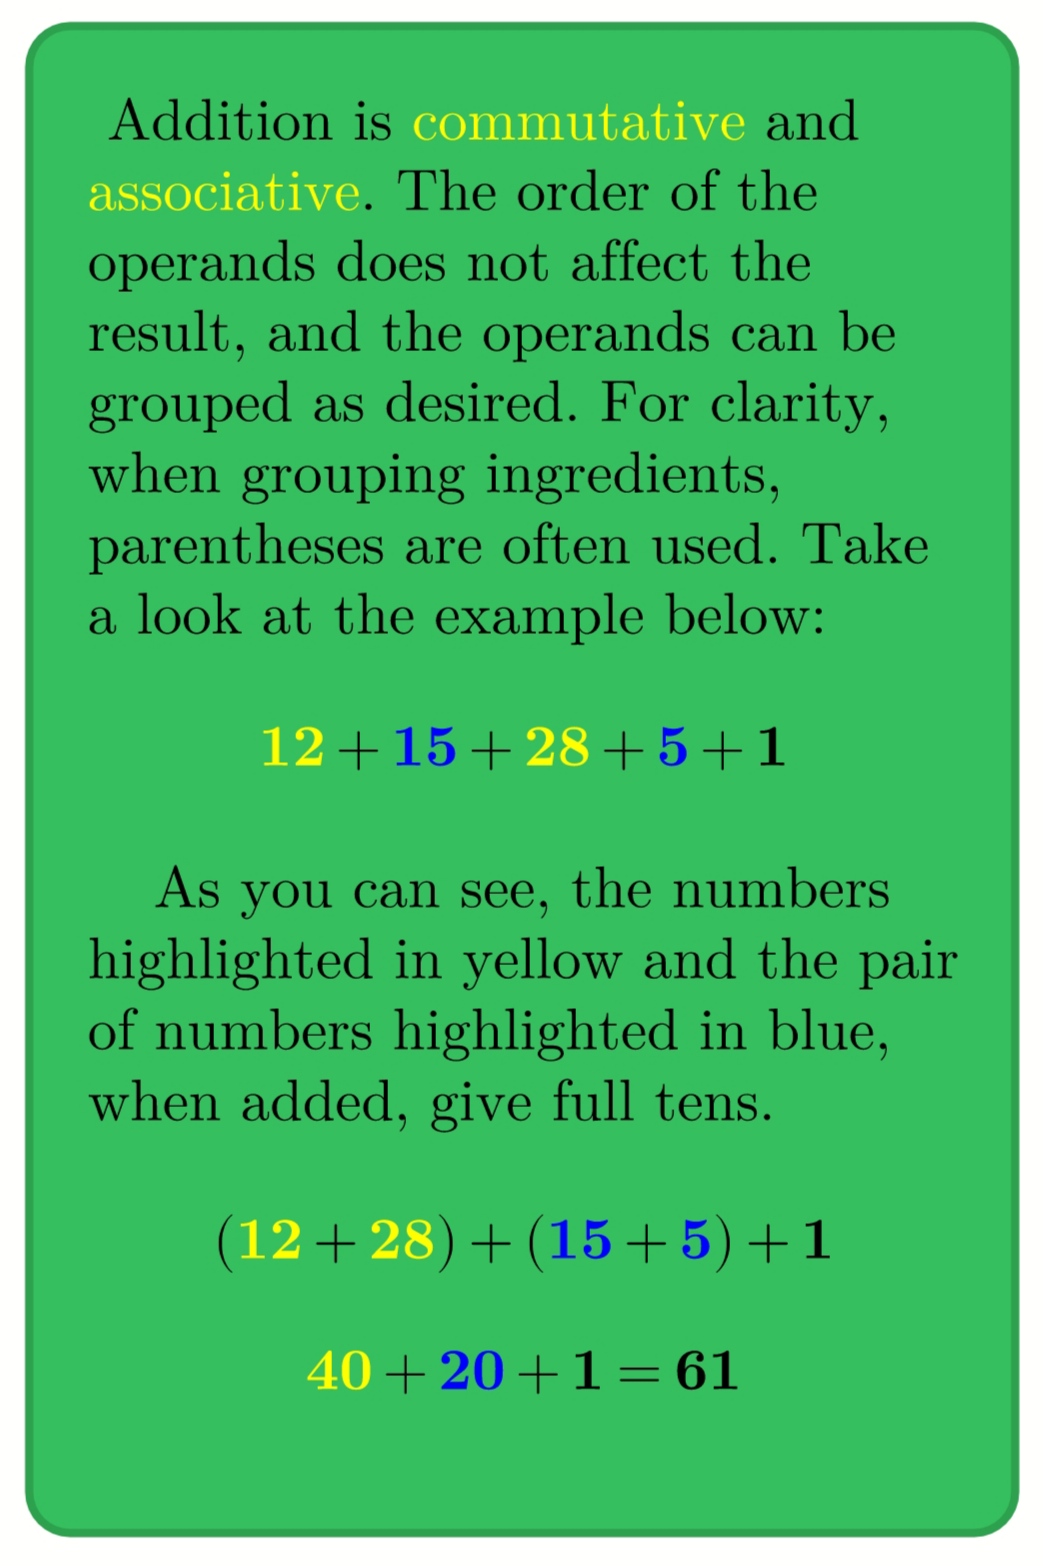 Addition is commutative and
associative. The order of the
operands does not affect the
result, and the operands can be
grouped as desired. For clarity,
when grouping ingredients,
parentheses are often used. Take
a look at the example below:
12 + 15 + 28 + 5 + 1
As you can see, the numbers
highlighted in yellow and the pair
of numbers highlighted in blue,
when added, give full tens.
(12 + 28) + (15 + 5) + 1
40 + 20 + 1 = 61